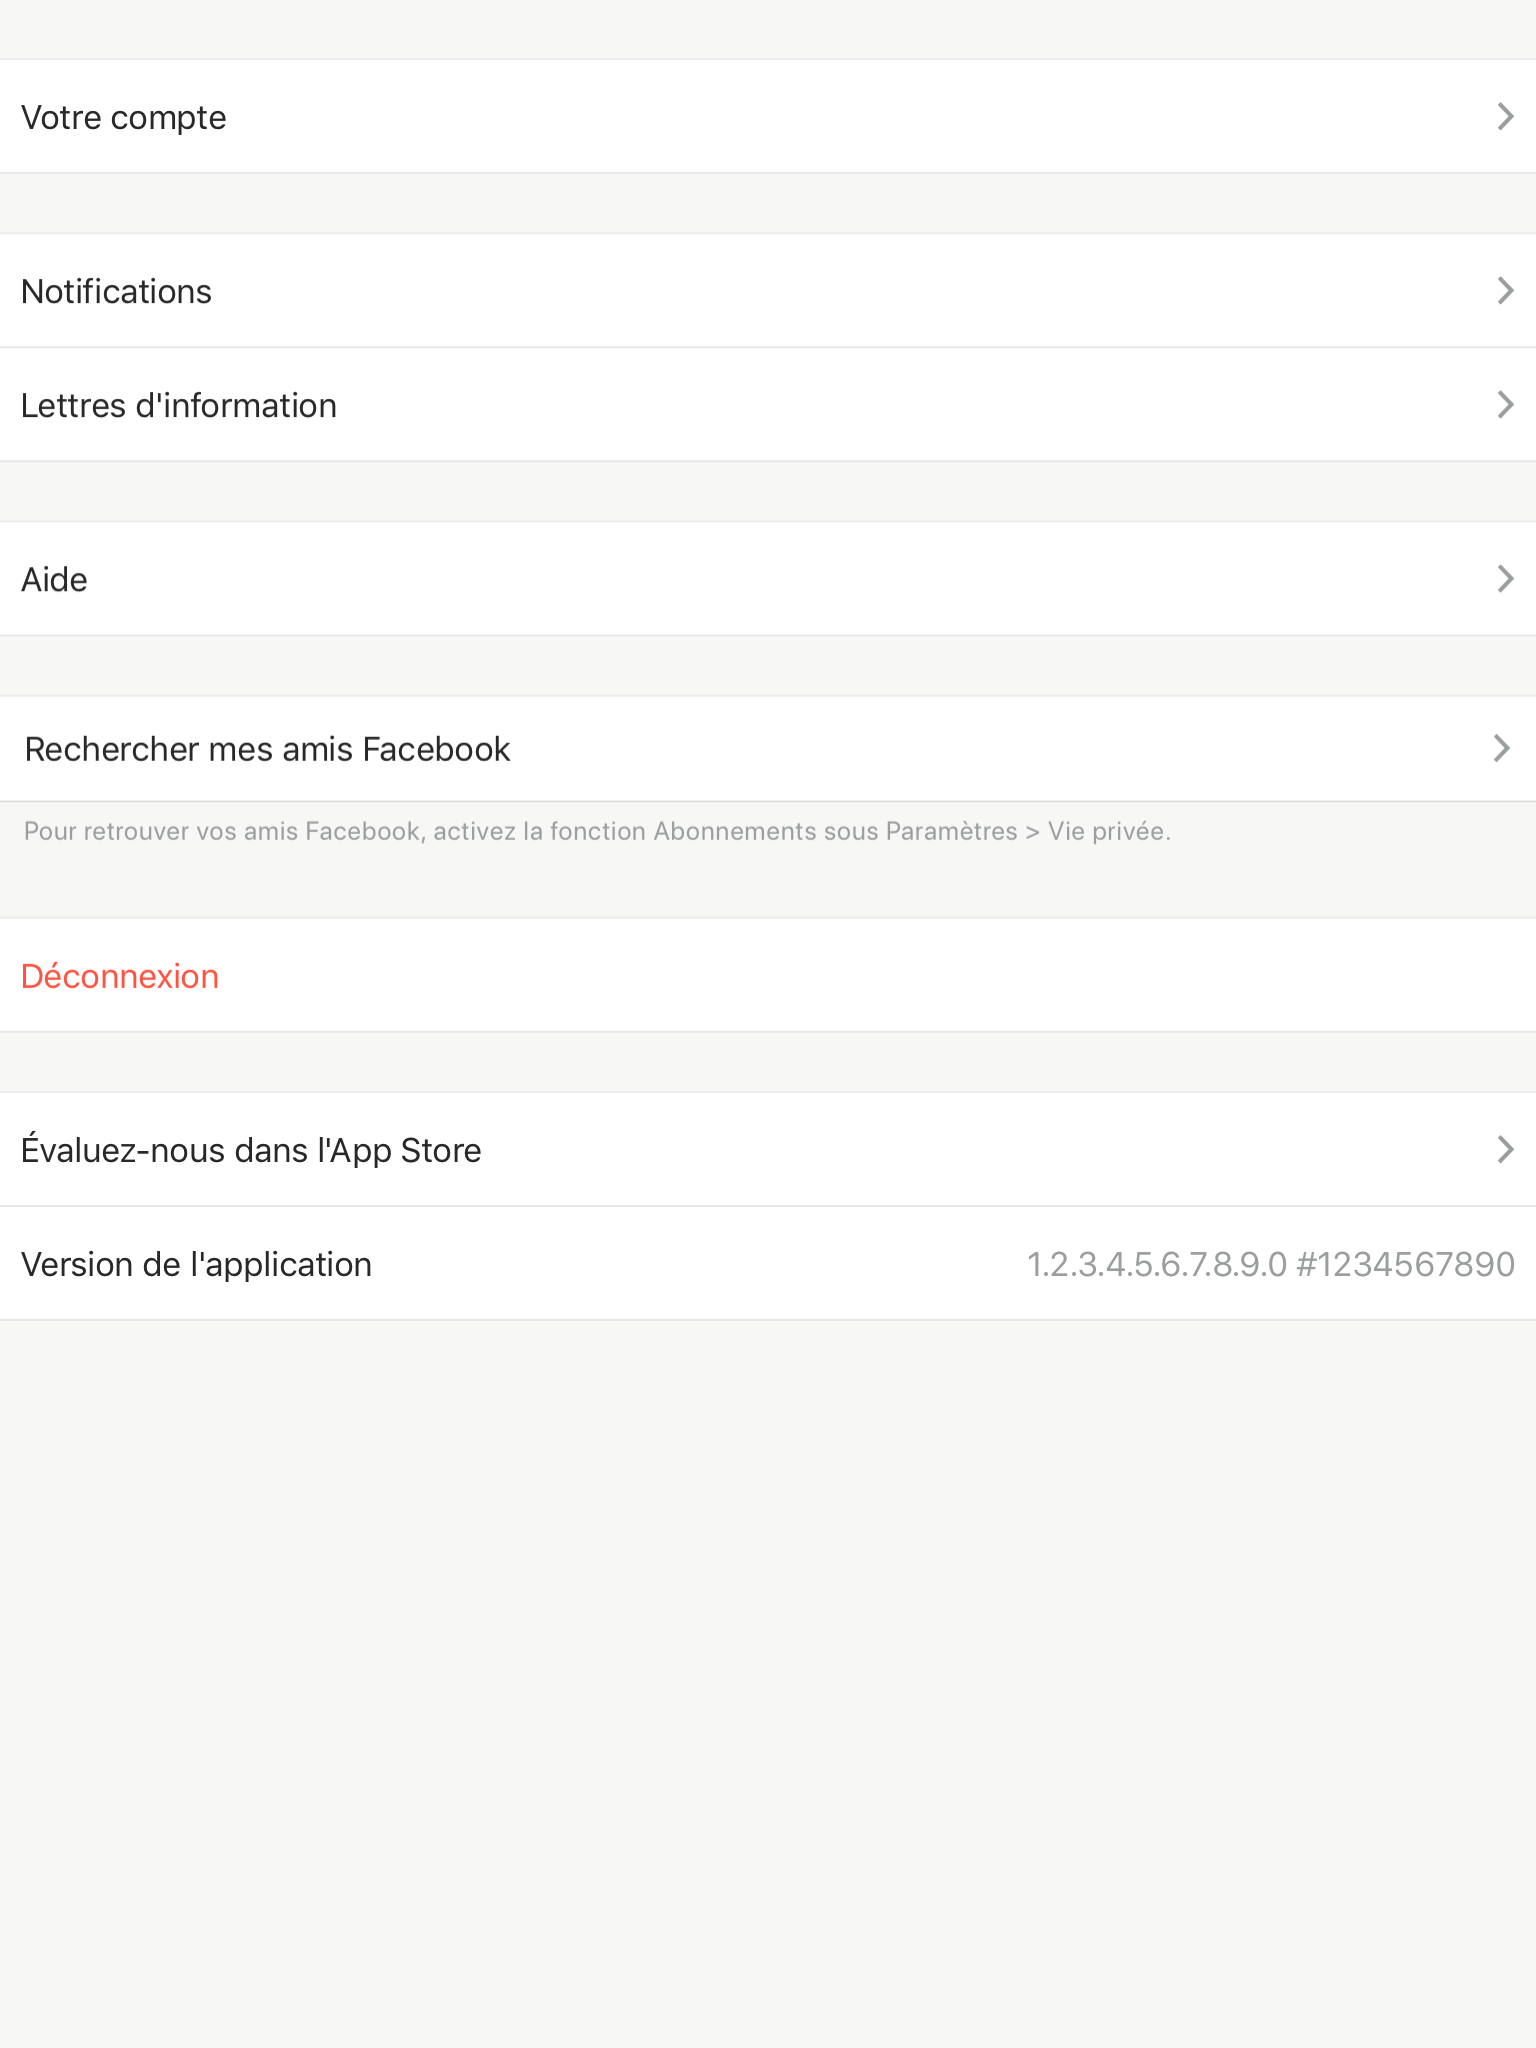 Votre compte
Notifications
Lettres d'information
Aide
Rechercher mes amis Facebook
Pour retrouver vos amis Facebook, activez la fonction Abonnements sous Paramètres > Vie privée.
Déconnexion
Évaluez-nous dans l'App Store
Version de l'application 1.2.3.4.5.6.7.8.9.0 #1234567890